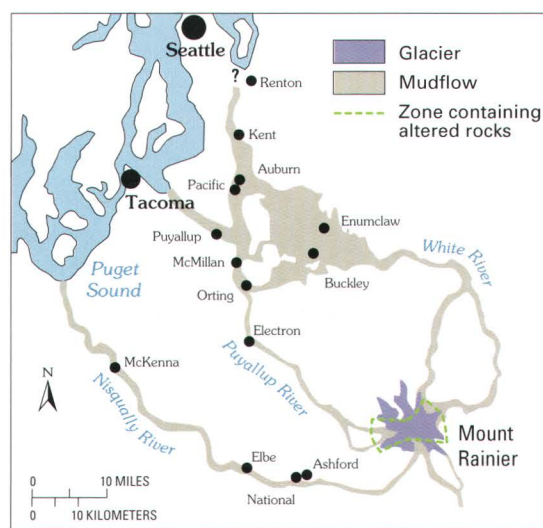 Seattle
?
Renton
Kent
Auburn
Pacific
Tacoma
Enumclaw
Puyallup
White River
McMillan
Puget
Sound
Buckley
Orting
Electron
McKenna
Puyallup River
N
Nisqually River
Mount
Rainier
Elbe
Ashford
National
0 10 MILES
0 10 KILOMETERS
Glacier
Mudflow
Zone containing
altered rocks